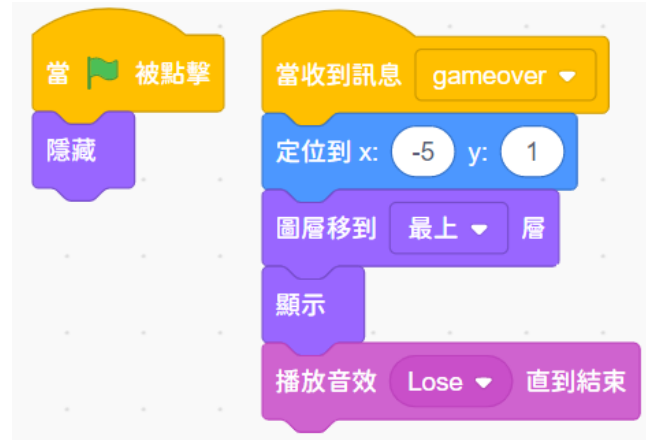 當 被點擊
隱藏
當收到訊息 gameover
定位到 x: -5 y: 1
圖層移到 最上 層
顯示
播放音效 Lose 直到結束